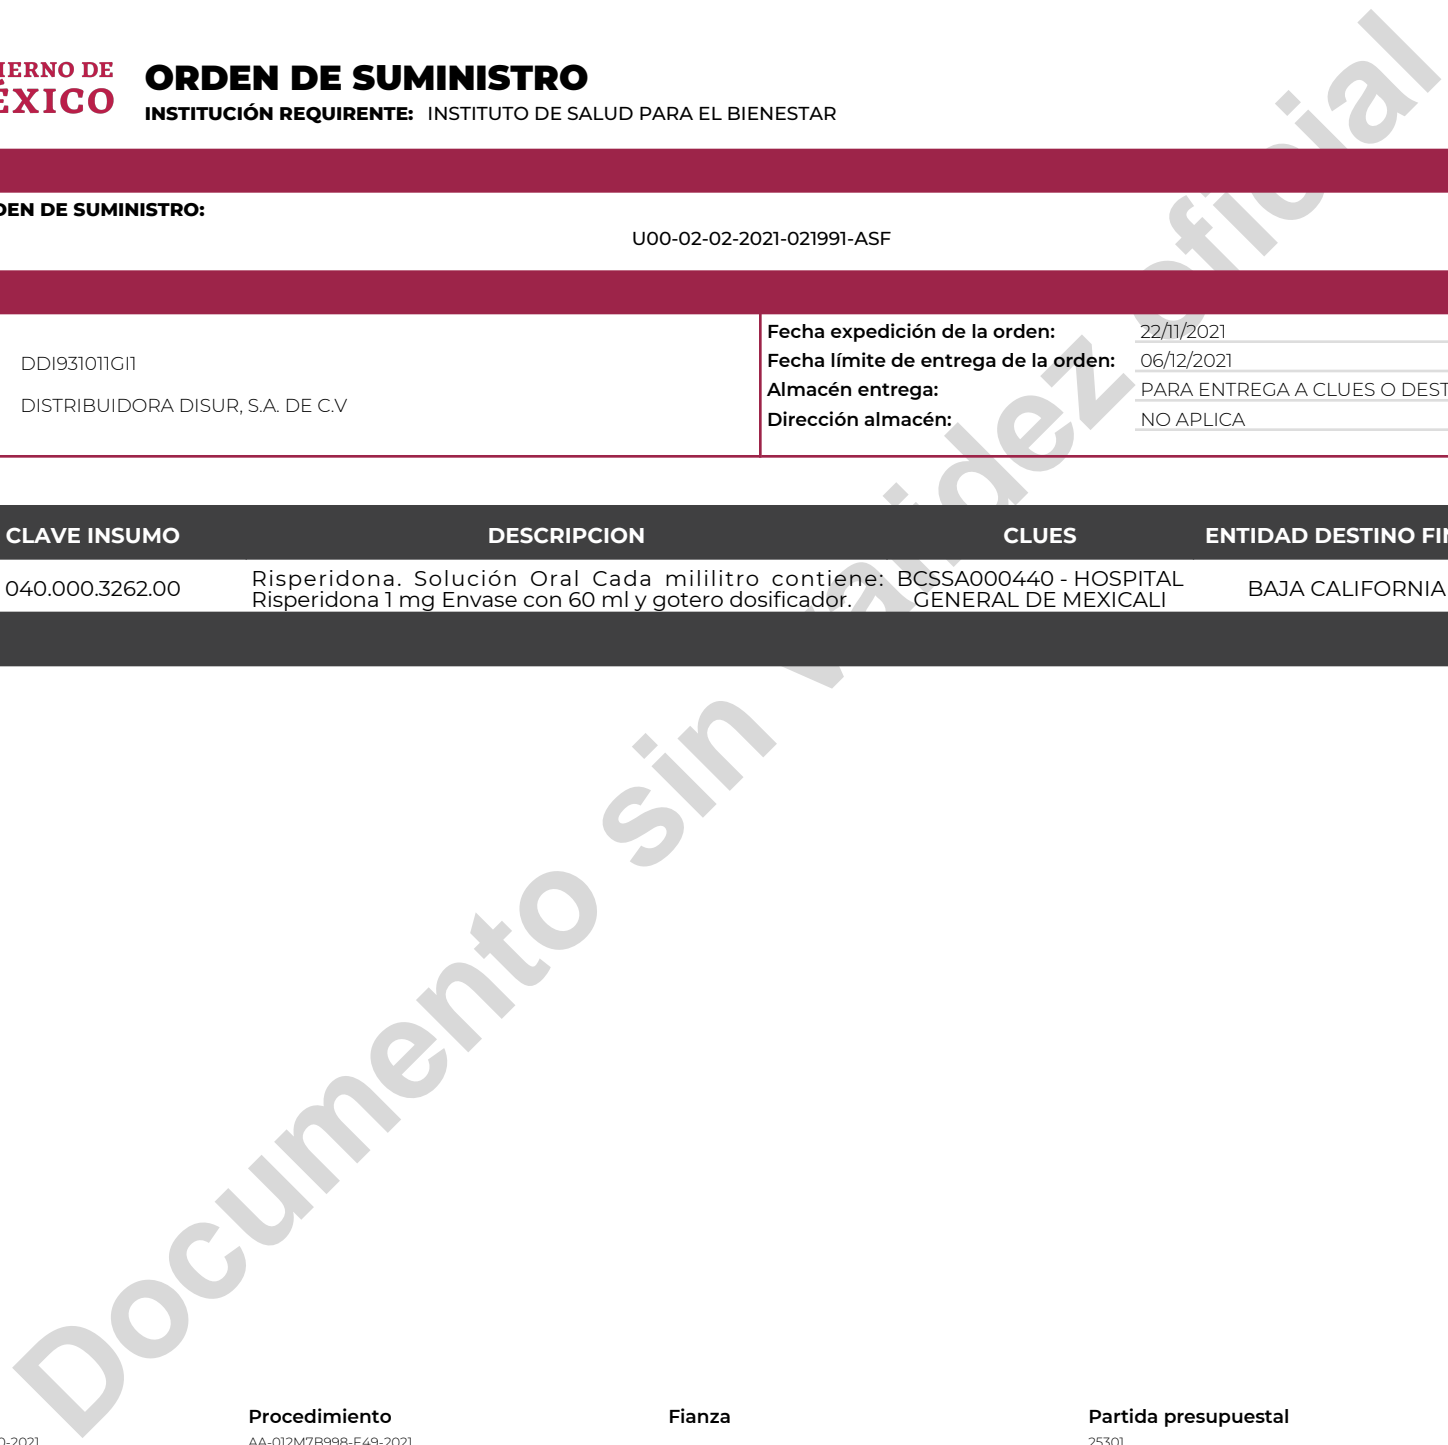 IERNO DE
ÉXICO
ORDEN DE SUMINISTRO
INSTITUCIÓN REQUIRENTE: INSTITUTO DE SALUD PARA EL BIENESTAR
DEN DE SUMINISTRO:
U00-02-02-2021-021991-ASF
DDI931011GI1
DISTRIBUIDORA DISUR, S.A. DE C.V
Fecha expedición de la orden: 22/11/2021
Fecha límite de entrega de la orden: 06/12/2021
Almacén entrega: PARA ENTREGA A CLUES O DEST
Dirección almacén: NO APLICA
CLAVE INSUMO DESCRIPCION CLUES ENTIDAD DESTINO FIN
040.000.3262.00
Risperidona. Solución Oral Cada mililitro contiene:
Risperidona 1 mg Envase con 60 ml y gotero dosificador.
BCSSA000440 - HOSPITAL
GENERAL DE MEXICALI
BAJA CALIFORNIA
Documento sin validez oficial
Procedimiento Fianza Partida presupuestal
0-2021 AA-012M7B998-E49-2021 25301